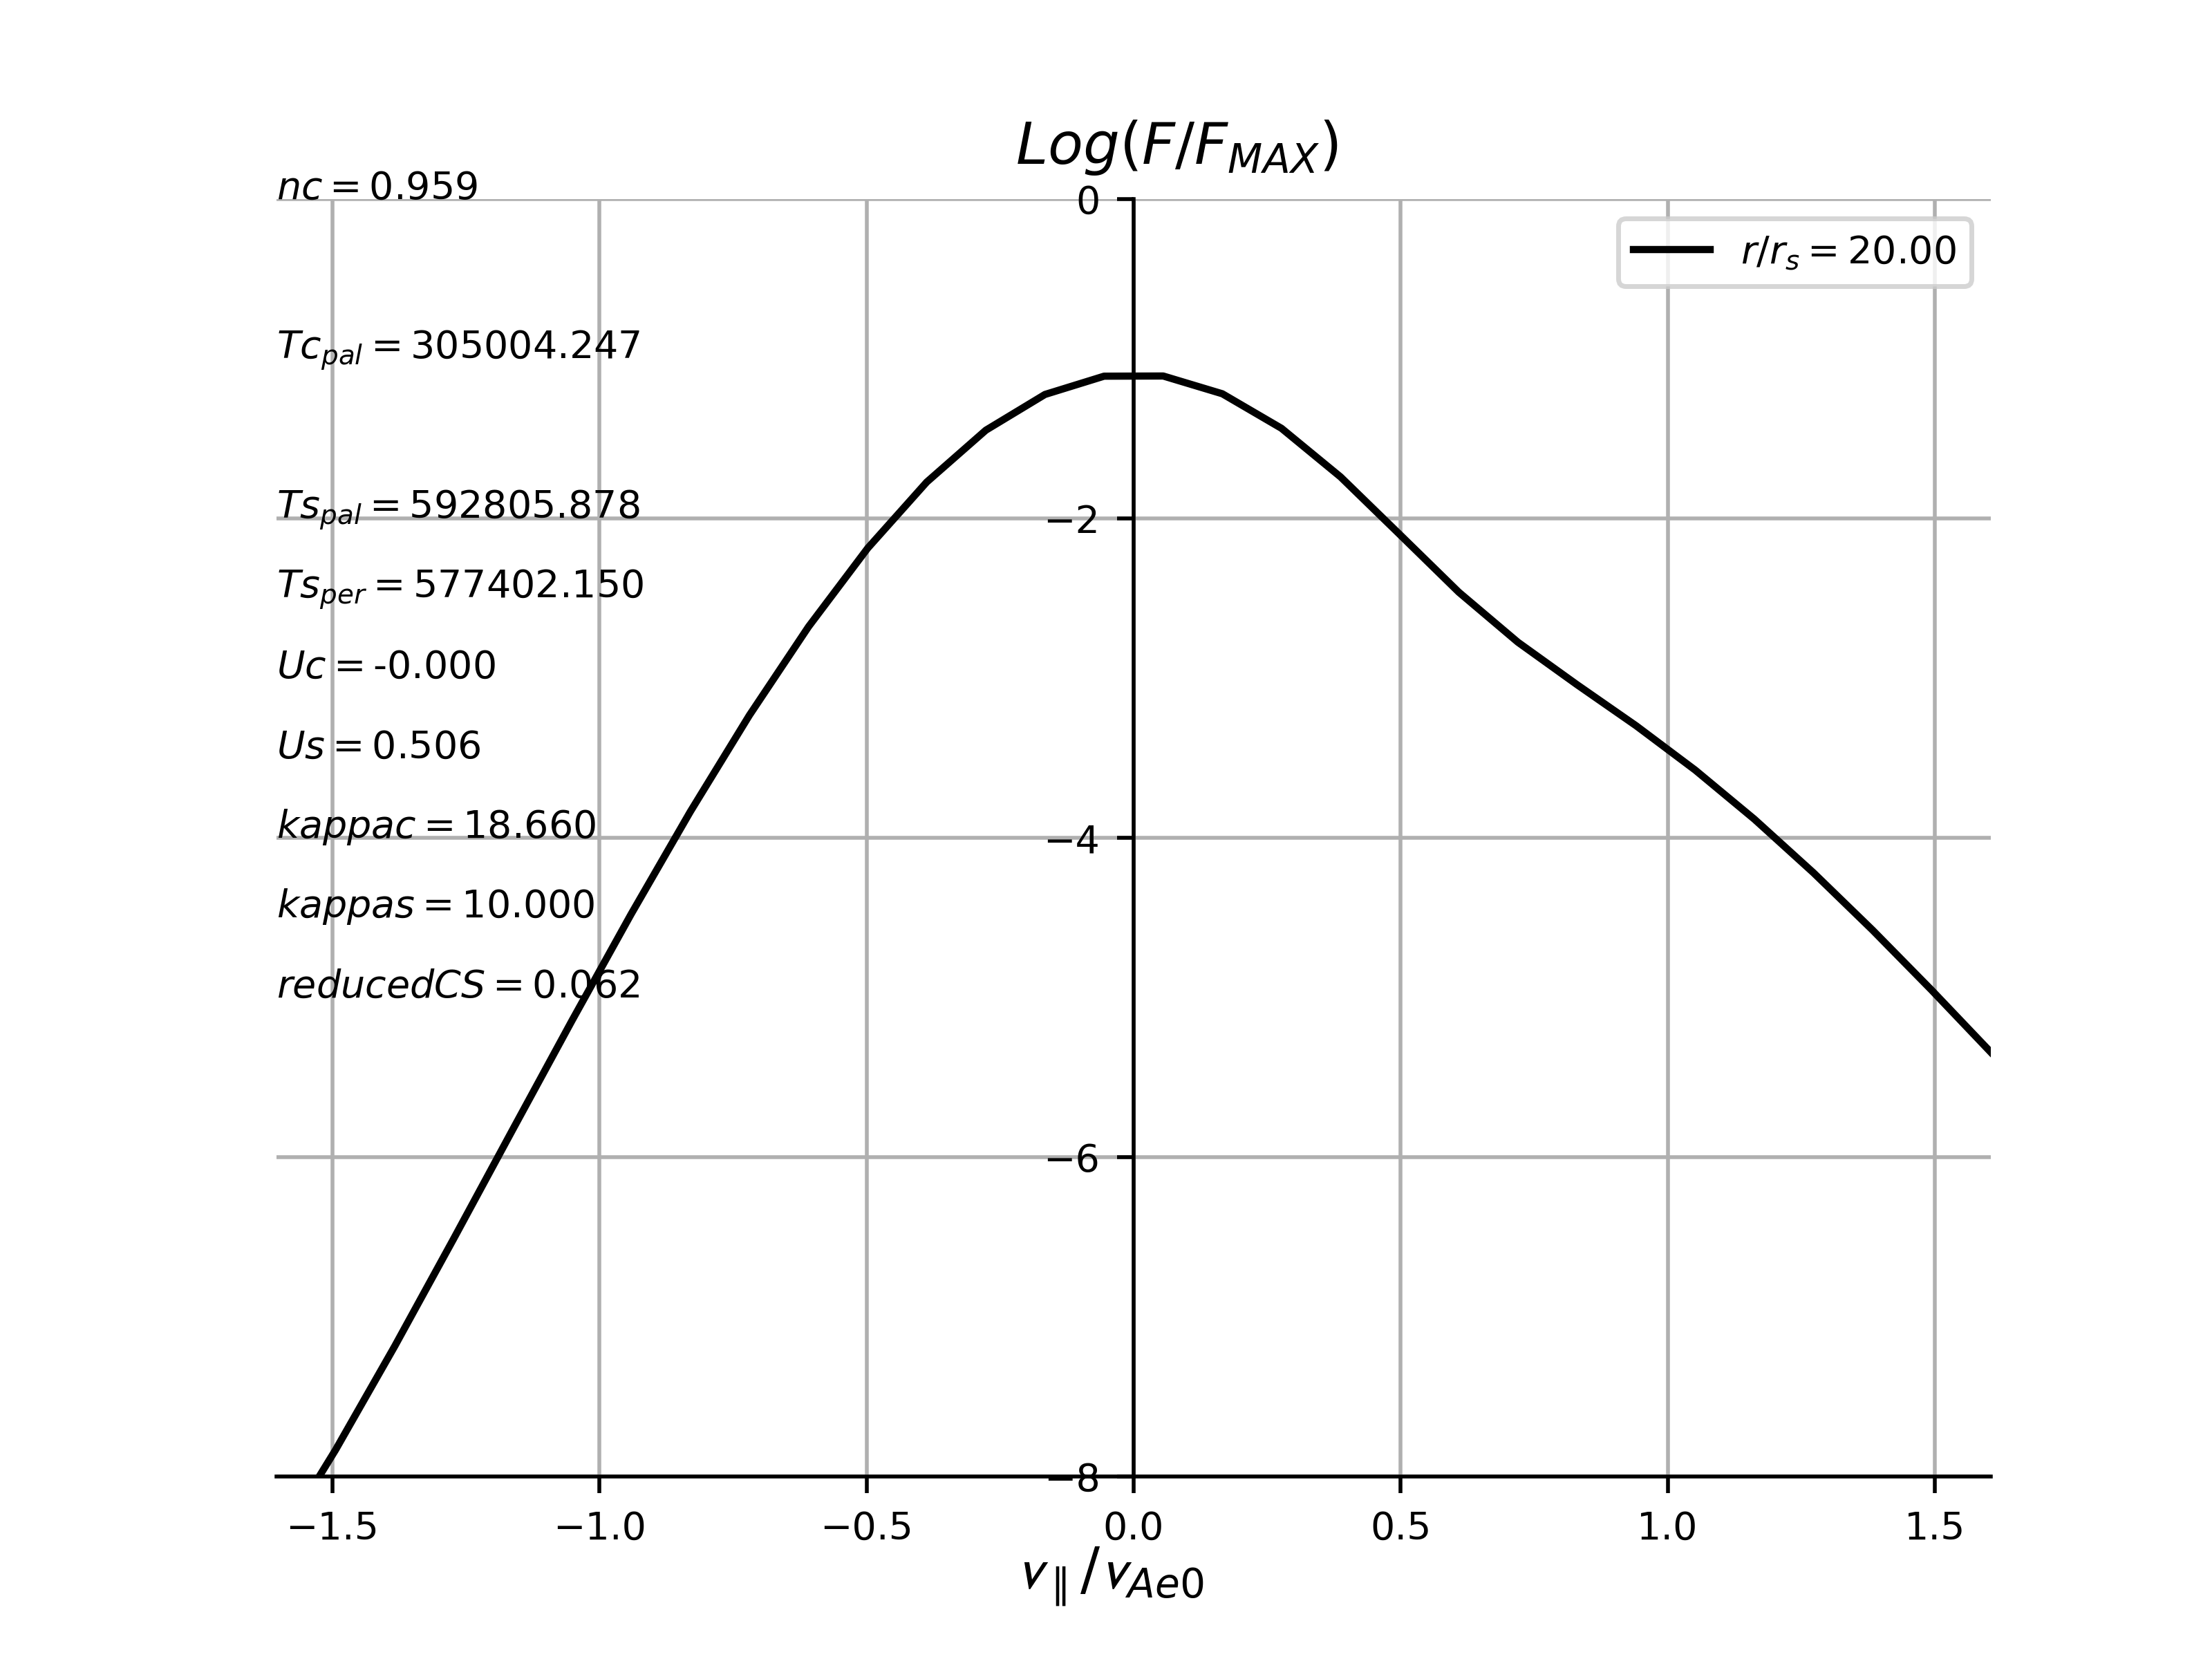 Log(F/F_MAX)
nc = 0.959
0
r/r_s = 20.00
Tc_pal = 305004.247
Ts_pal = 592805.878
−2
Ts_per = 577402.150
Uc = -0.000
Us = 0.506
kappac = 18.660
−4
kappas = 10.000
reducedCS = 0.062
−6
−8
−1.5 −1.0 −0.5 0.0 0.5 1.0 1.5
v_∥/v_Ae0